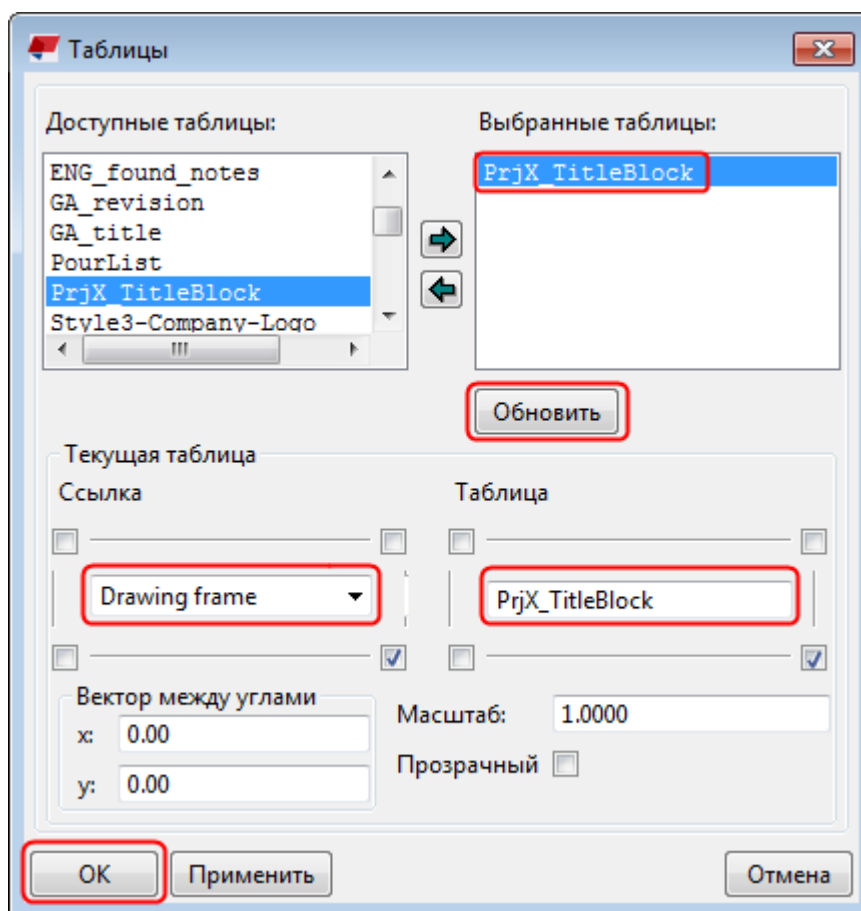 Таблицы
Доступные таблицы:
ENG_found_notes
GA_revision
GA_title
PourList
PrjX_TitleBlock
Style3-Company-Logo
Выбранные таблицы:
PrjX_TitleBlock
Обновить
Текущая таблица
Ссылка
Drawing frame
Таблица
PrjX_TitleBlock
Вектор между углами
x: 0.00
y: 0.00
Масштаб: 1.0000
Прозрачный
OK
Применить
Отмена